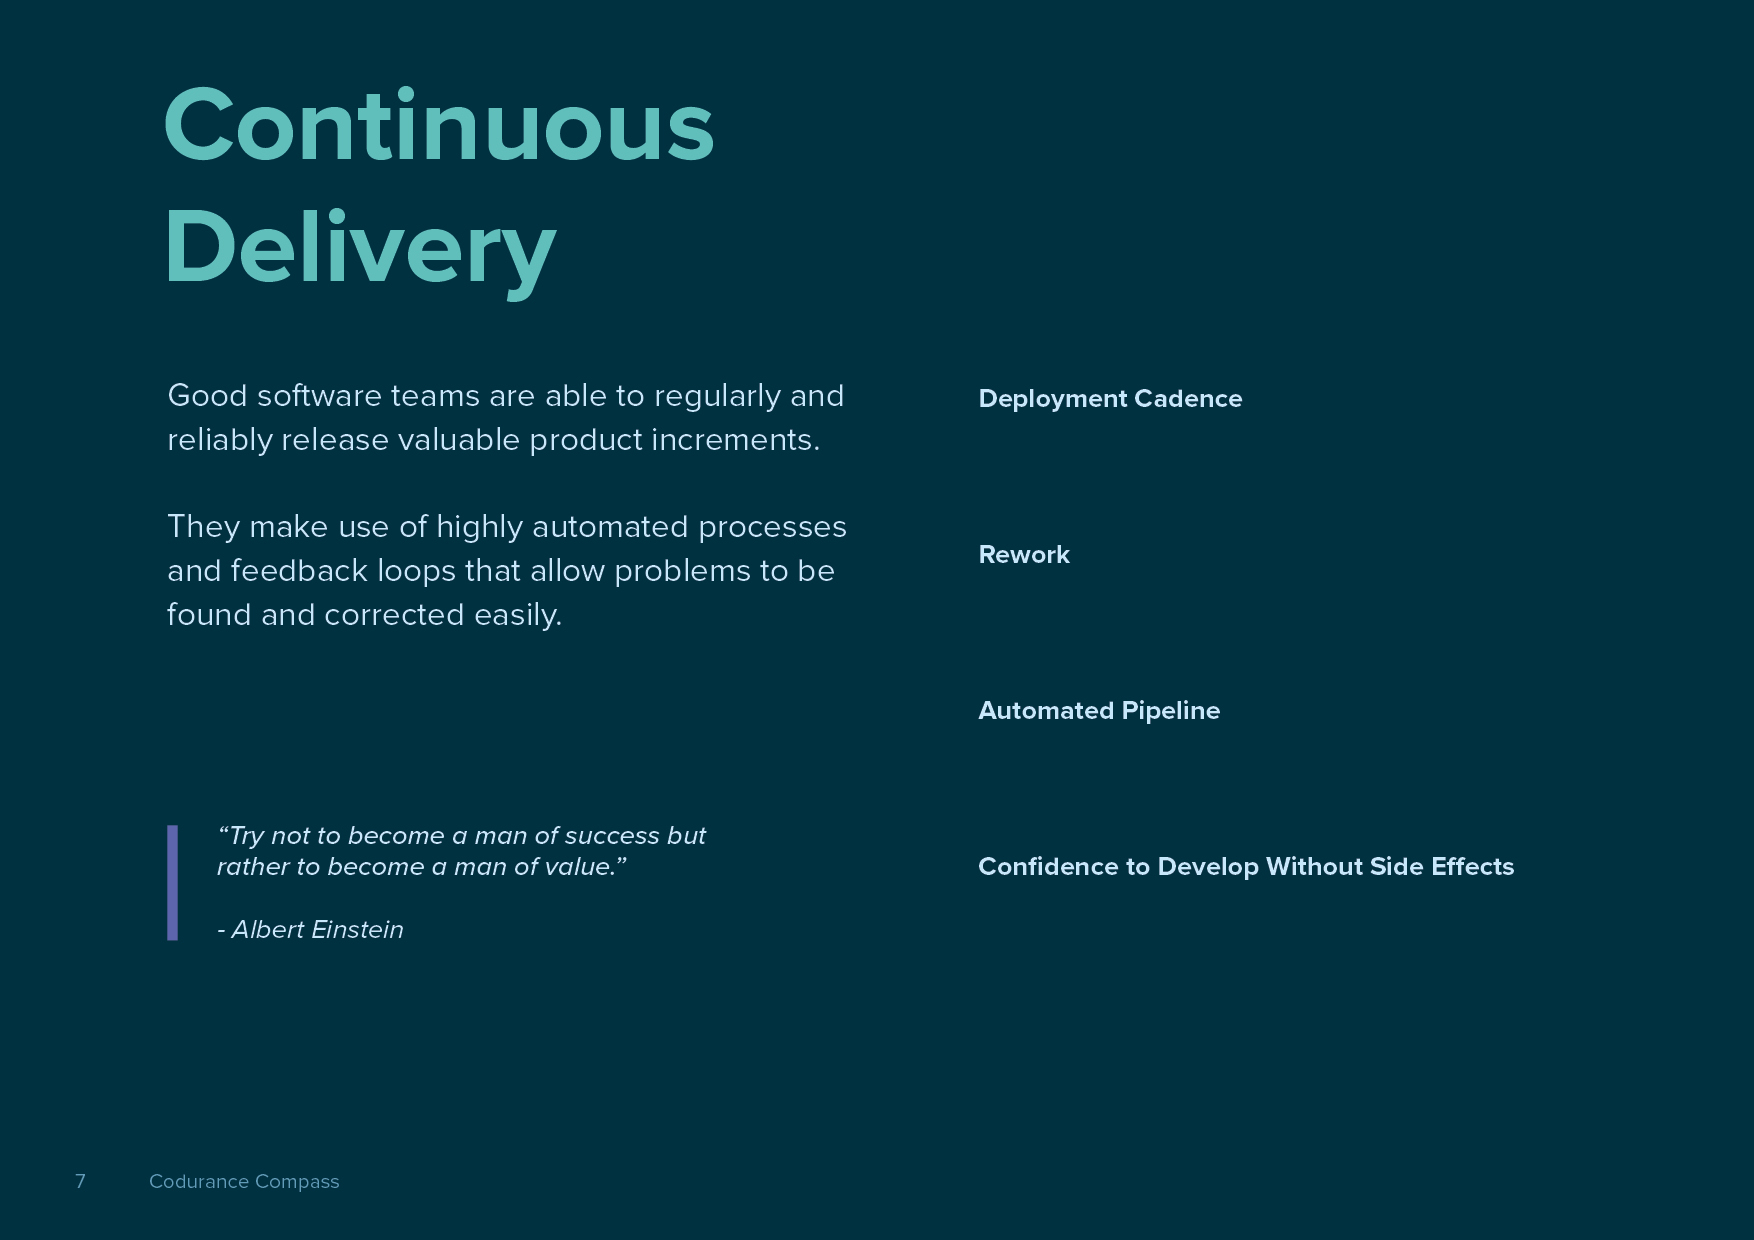 Continuous
Delivery
Good software teams are able to regularly and
reliably release valuable product increments.
They make use of highly automated processes
and feedback loops that allow problems to be
found and corrected easily.
“Try not to become a man of success but
rather to become a man of value.”
- Albert Einstein
Deployment Cadence
Rework
Automated Pipeline
Confidence to Develop Without Side Effects
7 Codurance Compass